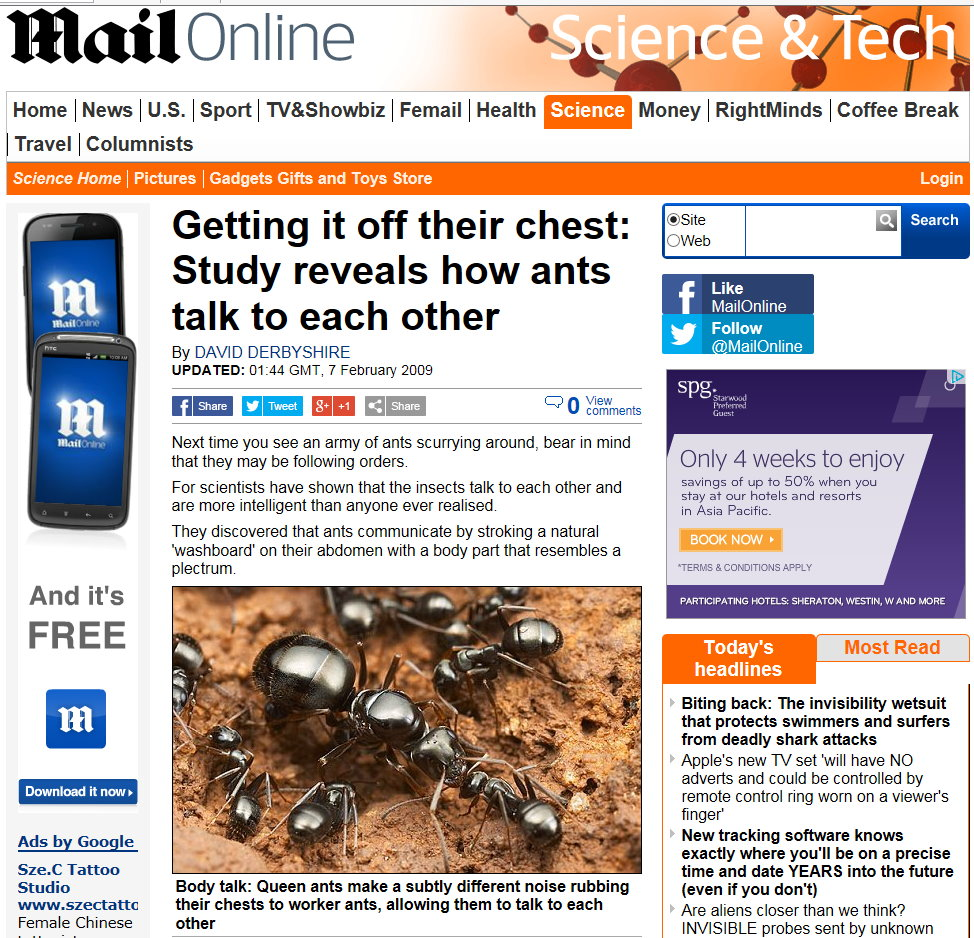 Mail Online
Science & Tech
Home News U.S. Sport TV&Showbiz Femail Health Science Money RightMinds Coffee Break
Travel Columnists
Science Home Pictures Gadgets Gifts and Toys Store Login
Getting it off their chest:
Study reveals how ants
talk to each other
By DAVID DERBYSHIRE
UPDATED: 01:44 GMT, 7 February 2009
Share Tweet +1 Share 0 View
comments
Next time you see an army of ants scurrying around, bear in mind
that they may be following orders.
For scientists have shown that the insects talk to each other and
are more intelligent than anyone ever realised.
They discovered that ants communicate by stroking a natural
'washboard' on their abdomen with a body part that resembles a
plectrum.
Body talk: Queen ants make a subtly different noise rubbing
their chests to worker ants, allowing them to talk to each
other
M
MailOnline
htc
M
MailOnline
And it's
FREE
M
Download it now
Ads by Google
Sze.C Tattoo
Studio
www.szectatto
Female Chinese
Site
Web
Search
Like
MailOnline
Follow
@MailOnline
spg.
Starwood
Preferred
Guest
Only 4 weeks to enjoy
savings of up to 50% when you
stay at our hotels and resorts
in Asia Pacific.
BOOK NOW
*TERMS & CONDITIONS APPLY
PARTICIPATING HOTELS: SHERATON, WESTIN, W AND MORE
Today's
headlines
Most Read
Biting back: The invisibility wetsuit
that protects swimmers and surfers
from deadly shark attacks
Apple's new TV set 'will have NO
adverts and could be controlled by
remote control ring worn on a viewer's
finger'
New tracking software knows
exactly where you'll be on a precise
time and date YEARS into the future
(even if you don't)
Are aliens closer than we think?
INVISIBLE probes sent by unknown